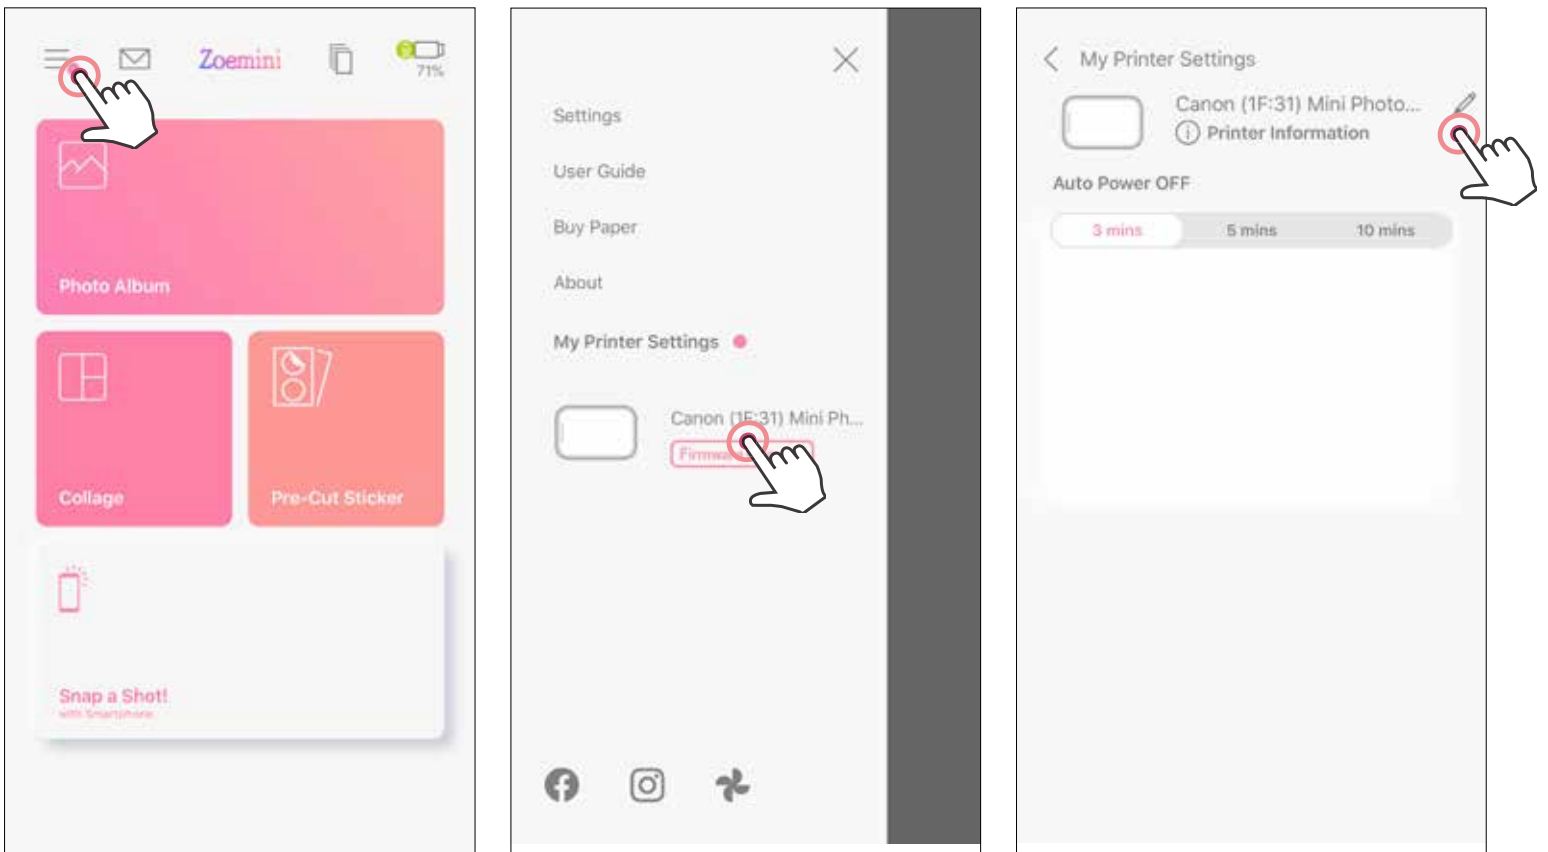 Zoemini
71%
Photo Album
Collage
Pre-Cut Sticker
Snap a Shot!
with Smartphone
Settings
User Guide
Buy Paper
About
My Printer Settings
Canon (1F:31) Mini Ph...
My Printer Settings
Canon (1F:31) Mini Photo...
Printer Information
Auto Power OFF
3 mins 5 mins 10 mins